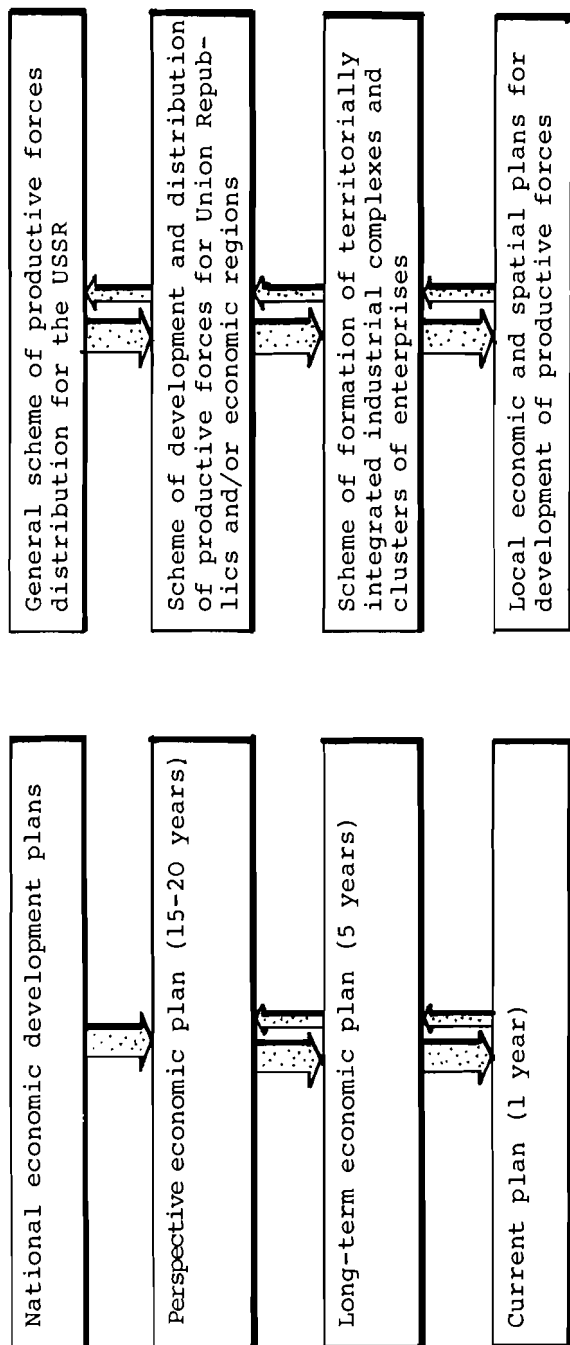 National economic development plans
Perspective economic plan (15-20 years)
Long-term economic plan (5 years)
Current plan (1 year)
General scheme of productive forces
distribution for the USSR
Scheme of development and distribution
of productive forces for Union Repub-
lics and/or economic regions
Scheme of formation of territorially
integrated industrial complexes and
clusters of enterprises
Local economic and spatial plans for
development of productive forces